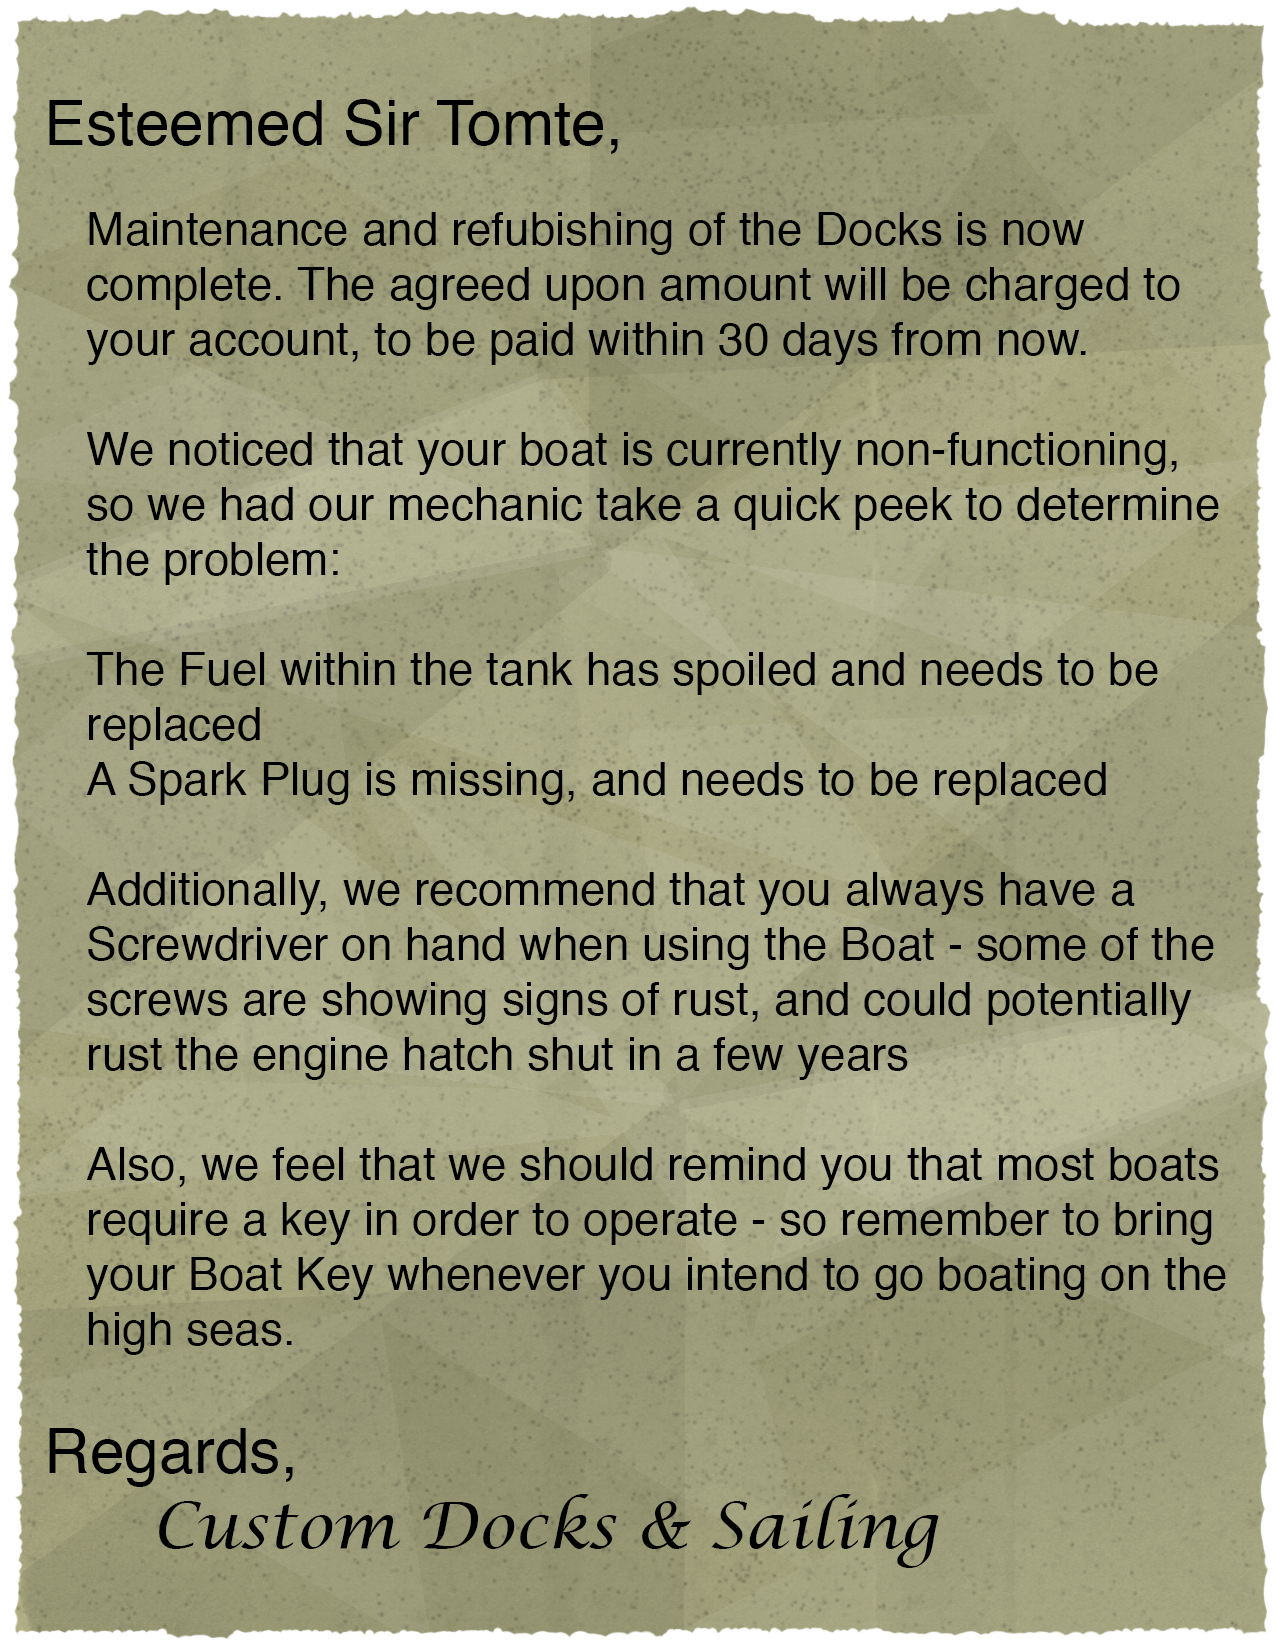 Esteemed Sir Tomte,
Maintenance and refubishing of the Docks is now
complete. The agreed upon amount will be charged to
your account, to be paid within 30 days from now.
We noticed that your boat is currently non-functioning,
so we had our mechanic take a quick peek to determine
the problem:
The Fuel within the tank has spoiled and needs to be
replaced
A Spark Plug is missing, and needs to be replaced
Additionally, we recommend that you always have a
Screwdriver on hand when using the Boat - some of the
screws are showing signs of rust, and could potentially
rust the engine hatch shut in a few years
Also, we feel that we should remind you that most boats
require a key in order to operate - so remember to bring
your Boat Key whenever you intend to go boating on the
high seas.
Regards,
Custom Docks & Sailing